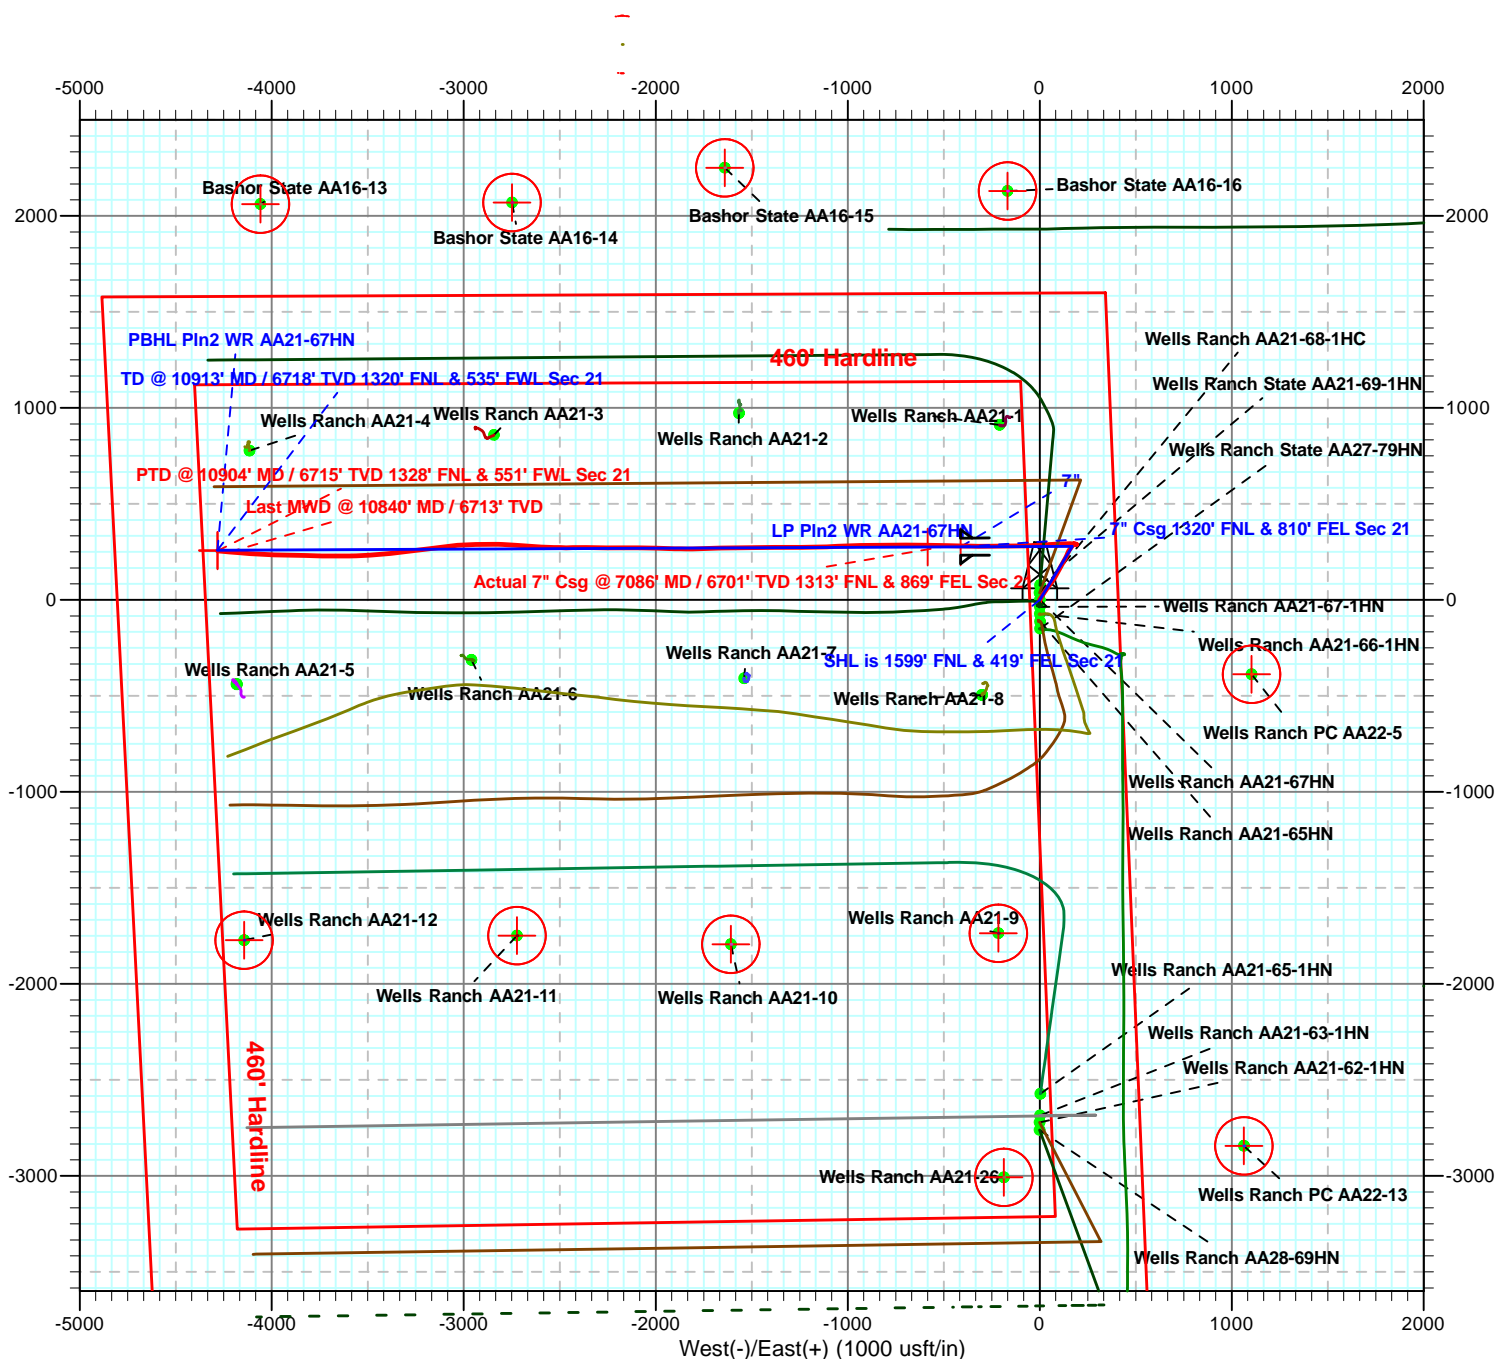 -5000 -4000 -3000 -2000 -1000 0 1000 2000
Bashor State AA16-13
Bashor State AA16-14
Bashor State AA16-15
Bashor State AA16-16
2000 2000
PBHL Pln2 WR AA21-67HN
TD @ 10913' MD / 6718' TVD 1320' FNL & 535' FWL Sec 21
460' Hardline
Wells Ranch AA21-68-1HC
Wells Ranch State AA21-69-1HN
Wells Ranch State AA27-79HN
1000 1000
Wells Ranch AA21-4
Wells Ranch AA21-3
Wells Ranch AA21-2
Wells Ranch AA21-1
PTD @ 10904' MD / 6715' TVD 1328' FNL & 551' FWL Sec 21
Last MWD @ 10840' MD / 6713' TVD
7"
LP Pln2 WR AA21-67HN
7" Csg 1320' FNL & 810' FEL Sec 21
Actual 7" Csg @ 7086' MD / 6701' TVD 1313' FNL & 869' FEL Sec 2
0 0
Wells Ranch AA21-67-1HN
Wells Ranch AA21-66-1HN
SHL is 1599' FNL & 419' FEL Sec 21
Wells Ranch AA21-5
Wells Ranch AA21-6
Wells Ranch AA21-7
Wells Ranch AA21-8
Wells Ranch PC AA22-5
Wells Ranch AA21-67HN
-1000 -1000
Wells Ranch AA21-65HN
Wells Ranch AA21-12
Wells Ranch AA21-11
Wells Ranch AA21-10
Wells Ranch AA21-9
Wells Ranch AA21-65-1HN
-2000 -2000
Wells Ranch AA21-63-1HN
Wells Ranch AA21-62-1HN
460' Hardline
-3000 -3000
Wells Ranch AA21-26
Wells Ranch PC AA22-13
Wells Ranch AA28-69HN
-5000 -4000 -3000 -2000 -1000 0 1000 2000
West(-)/East(+) (1000 usft/in)